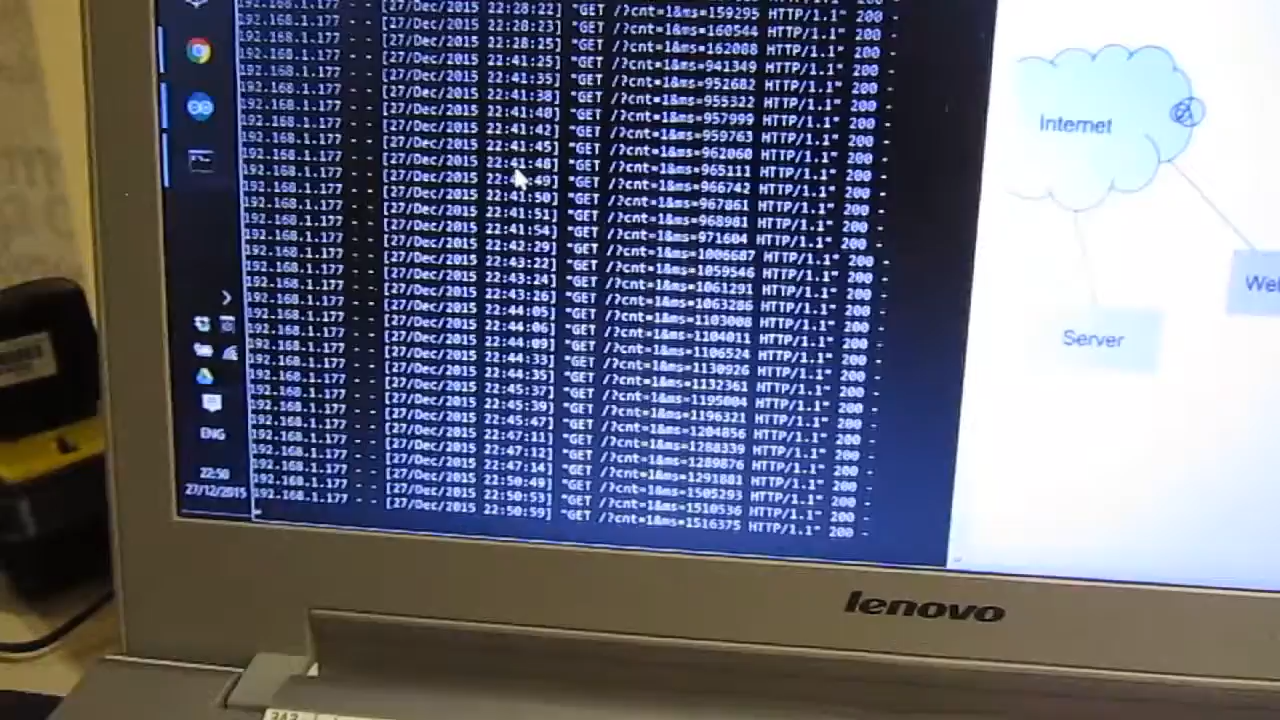 192.168.1.177 - - [27/Dec/2015 22:28:22] "GET /?cnt=1&ms=159295 HTTP/1.1" 200 -
192.168.1.177 - - [27/Dec/2015 22:28:23] "GET /?cnt=1&ms=160544 HTTP/1.1" 200 -
192.168.1.177 - - [27/Dec/2015 22:28:25] "GET /?cnt=1&ms=162088 HTTP/1.1" 200 -
192.168.1.177 - - [27/Dec/2015 22:41:25] "GET /?cnt=1&ms=941349 HTTP/1.1" 200 -
192.168.1.177 - - [27/Dec/2015 22:41:35] "GET /?cnt=1&ms=952682 HTTP/1.1" 200 -
192.168.1.177 - - [27/Dec/2015 22:41:38] "GET /?cnt=1&ms=955322 HTTP/1.1" 200 -
192.168.1.177 - - [27/Dec/2015 22:41:40] "GET /?cnt=1&ms=957999 HTTP/1.1" 200 -
192.168.1.177 - - [27/Dec/2015 22:41:42] "GET /?cnt=1&ms=959763 HTTP/1.1" 200 -
192.168.1.177 - - [27/Dec/2015 22:41:45] "GET /?cnt=1&ms=962060 HTTP/1.1" 200 -
192.168.1.177 - - [27/Dec/2015 22:41:48] "GET /?cnt=1&ms=965111 HTTP/1.1" 200 -
192.168.1.177 - - [27/Dec/2015 "GET /?cnt=1&ms=966742 HTTP/1.1" 200 -
192.168.1.177 - - [27/Dec/2015 22:41:50] "GET /?cnt=1&ms=967861 HTTP/1.1" 200 -
192.168.1.177 - - [27/Dec/2015 22:41:51] "GET /?cnt=1&ms=968981 HTTP/1.1" 200 -
192.168.1.177 - - [27/Dec/2015 22:41:54] "GET /?cnt=1&ms=971604 HTTP/1.1" 200 -
192.168.1.177 - - [27/Dec/2015 22:42:29] "GET /?cnt=1&ms=1006687 HTTP/1.1" 200 -
192.168.1.177 - - [27/Dec/2015 22:43:22] "GET /?cnt=1&ms=1059546 HTTP/1.1" 200 -
192.168.1.177 - - [27/Dec/2015 22:43:24] "GET /?cnt=1&ms=1061291 HTTP/1.1" 200 -
192.168.1.177 - - [27/Dec/2015 22:43:26] "GET /?cnt=1&ms=1063286 HTTP/1.1" 200 -
192.168.1.177 - - [27/Dec/2015 22:44:05] "GET /?cnt=1&ms=1103008 HTTP/1.1" 200 -
192.168.1.177 - - [27/Dec/2015 22:44:06] "GET /?cnt=1&ms=1104011 HTTP/1.1" 200 -
192.168.1.177 - - [27/Dec/2015 22:44:09] "GET /?cnt=1&ms=1106524 HTTP/1.1" 200 -
192.168.1.177 - - [27/Dec/2015 22:44:33] "GET /?cnt=1&ms=1130926 HTTP/1.1" 200 -
192.168.1.177 - - [27/Dec/2015 22:44:35] "GET /?cnt=1&ms=1132361 HTTP/1.1" 200 -
192.168.1.177 - - [27/Dec/2015 22:45:37] "GET /?cnt=1&ms=1195004 HTTP/1.1" 200 -
192.168.1.177 - - [27/Dec/2015 22:45:39] "GET /?cnt=1&ms=1196321 HTTP/1.1" 200 -
192.168.1.177 - - [27/Dec/2015 22:45:47] "GET /?cnt=1&ms=1204856 HTTP/1.1" 200 -
192.168.1.177 - - [27/Dec/2015 22:47:11] "GET /?cnt=1&ms=1288339 HTTP/1.1" 200 -
192.168.1.177 - - [27/Dec/2015 22:47:12] "GET /?cnt=1&ms=1289876 HTTP/1.1" 200 -
192.168.1.177 - - [27/Dec/2015 22:47:14] "GET /?cnt=1&ms=1291881 HTTP/1.1" 200 -
192.168.1.177 - - [27/Dec/2015 22:50:49] "GET /?cnt=1&ms=1505293 HTTP/1.1" 200 -
192.168.1.177 - - [27/Dec/2015 22:50:53] "GET /?cnt=1&ms=1510536 HTTP/1.1" 200 -
192.168.1.177 - - [27/Dec/2015 22:50:59] "GET /?cnt=1&ms=1516375 HTTP/1.1" 200 -
ENG
22:50
27/12/2015
Internet
Server
lenovo